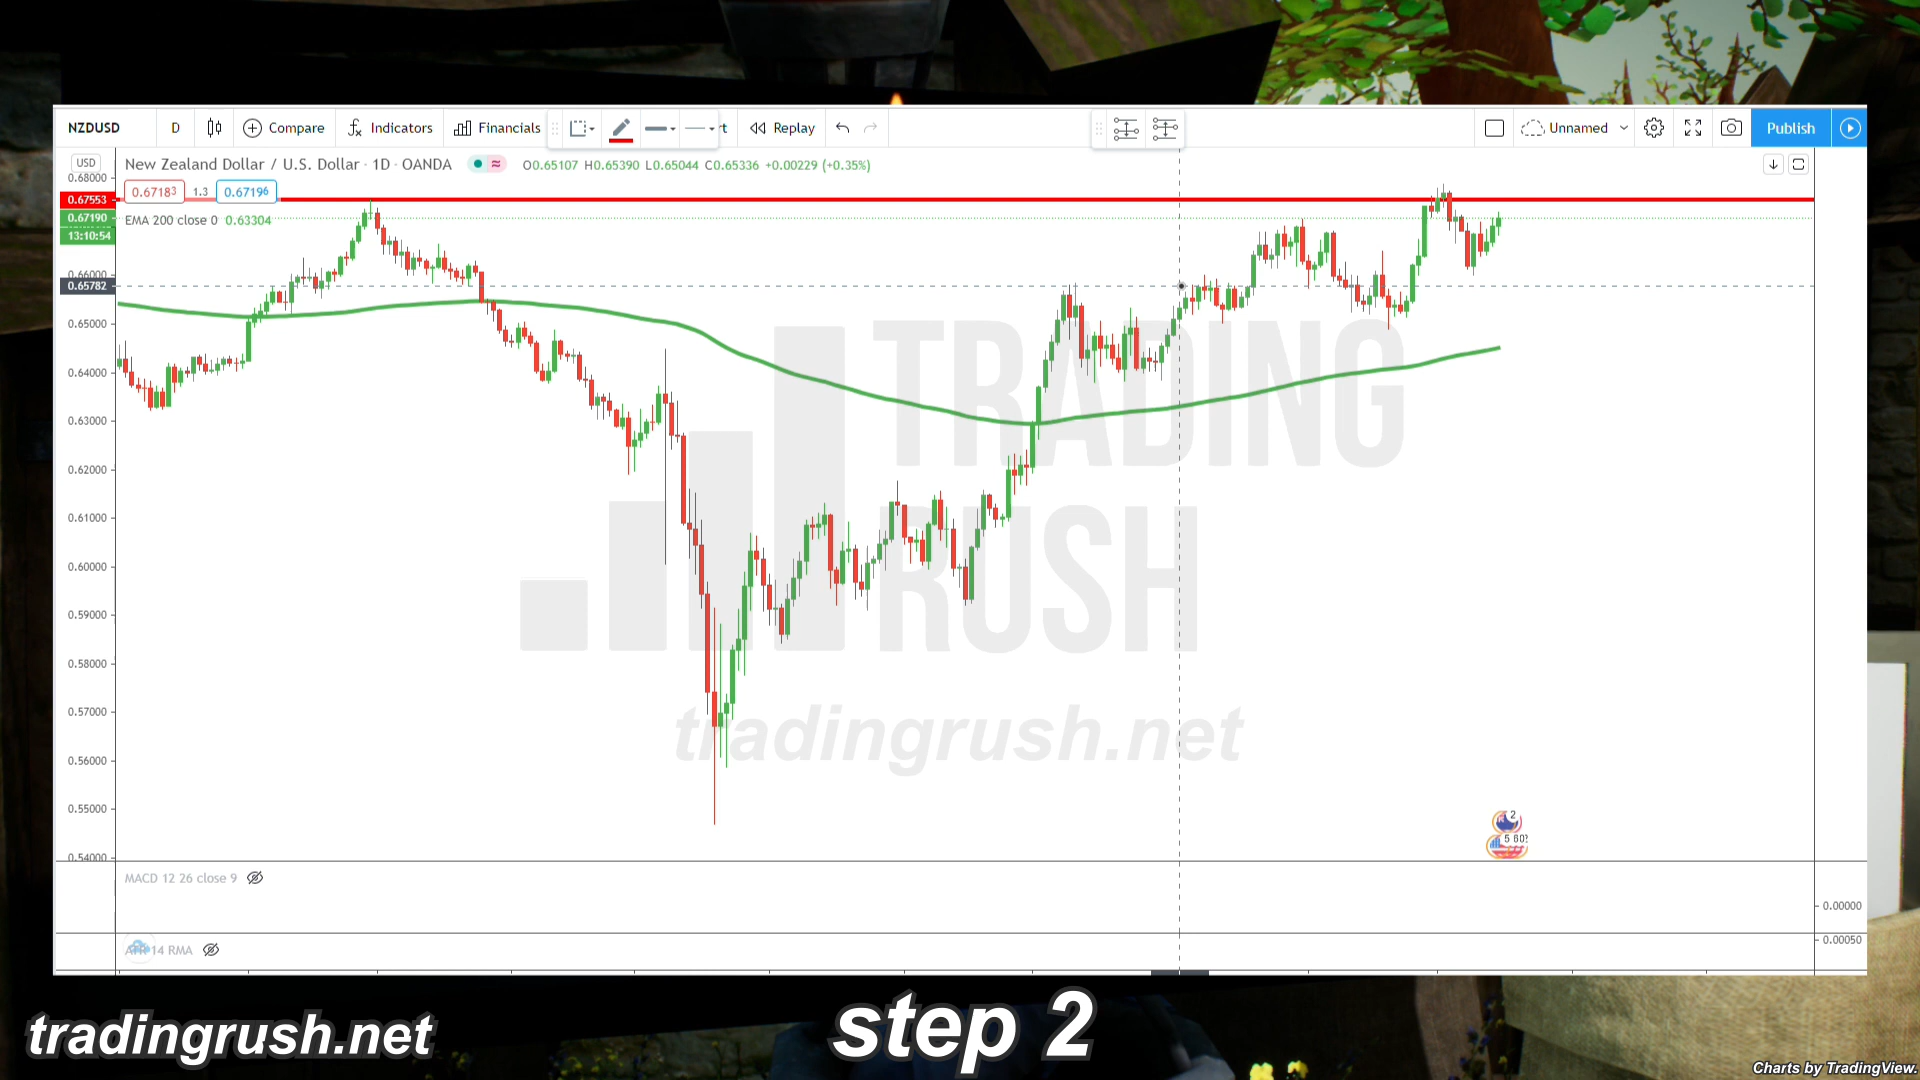 NZDUSD D Compare Indicators Financials Replay Unnamed Publish
USD New Zealand Dollar / U.S. Dollar · 1D · OANDA O0.65107 H0.65390 L0.65044 C0.65336 +0.00229 (+0.35%)
0.68000
0.67183 1.3 0.67196
0.67553
0.67190
EMA 200 close 0 0.63304
13:10:54
0.66000
0.65782
0.65000
0.64000
0.63000
0.62000
0.61000
0.60000
0.59000
0.58000
0.57000
0.56000
0.55000
0.54000
TRADING
RUSH
tradingrush.net
2
MACD 12 26 close 9
0.00000
ATR 14 RMA
0.00050
tradingrush.net
step 2
Charts by TradingView.